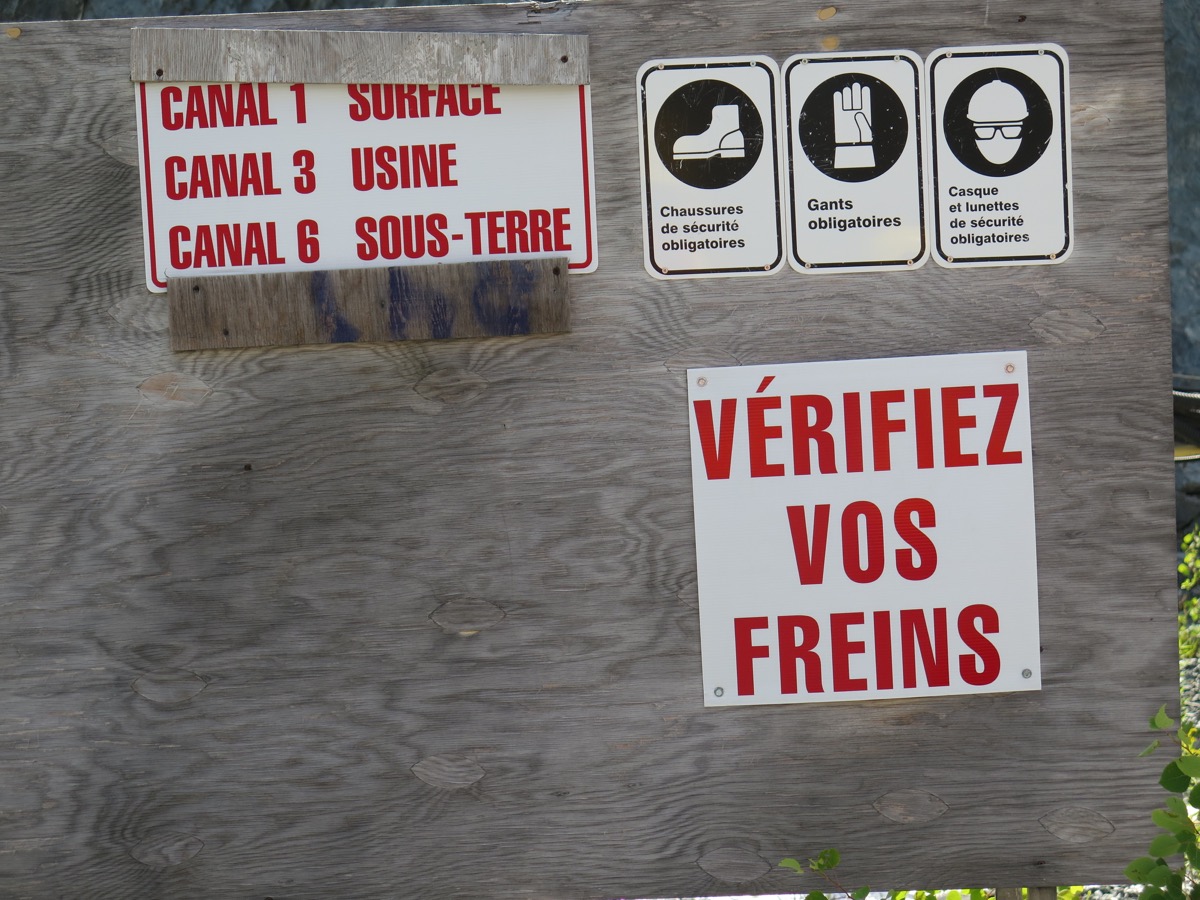 CANAL 1 SURFACE
CANAL 3 USINE
CANAL 6 SOUS-TERRE
Chaussures
de sécurité
obligatoires
Gants
obligatoires
Casque
et lunettes
de sécurité
obligatoires
VÉRIFIEZ
VOS
FREINS